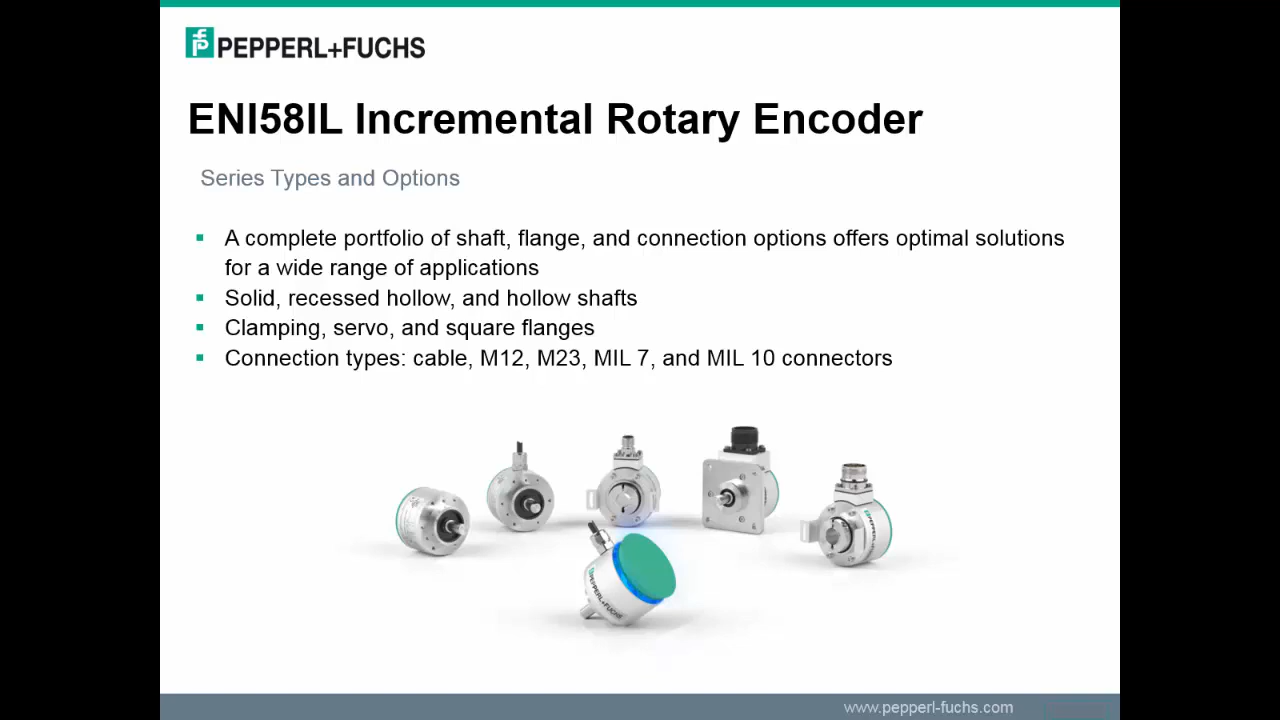 PEPPERL+FUCHS
ENI58IL Incremental Rotary Encoder
Series Types and Options
▪ A complete portfolio of shaft, flange, and connection options offers optimal solutions
for a wide range of applications
▪ Solid, recessed hollow, and hollow shafts
▪ Clamping, servo, and square flanges
▪ Connection types: cable, M12, M23, MIL 7, and MIL 10 connectors
PEPPERL+FUCHS
www.pepperl-fuchs.com